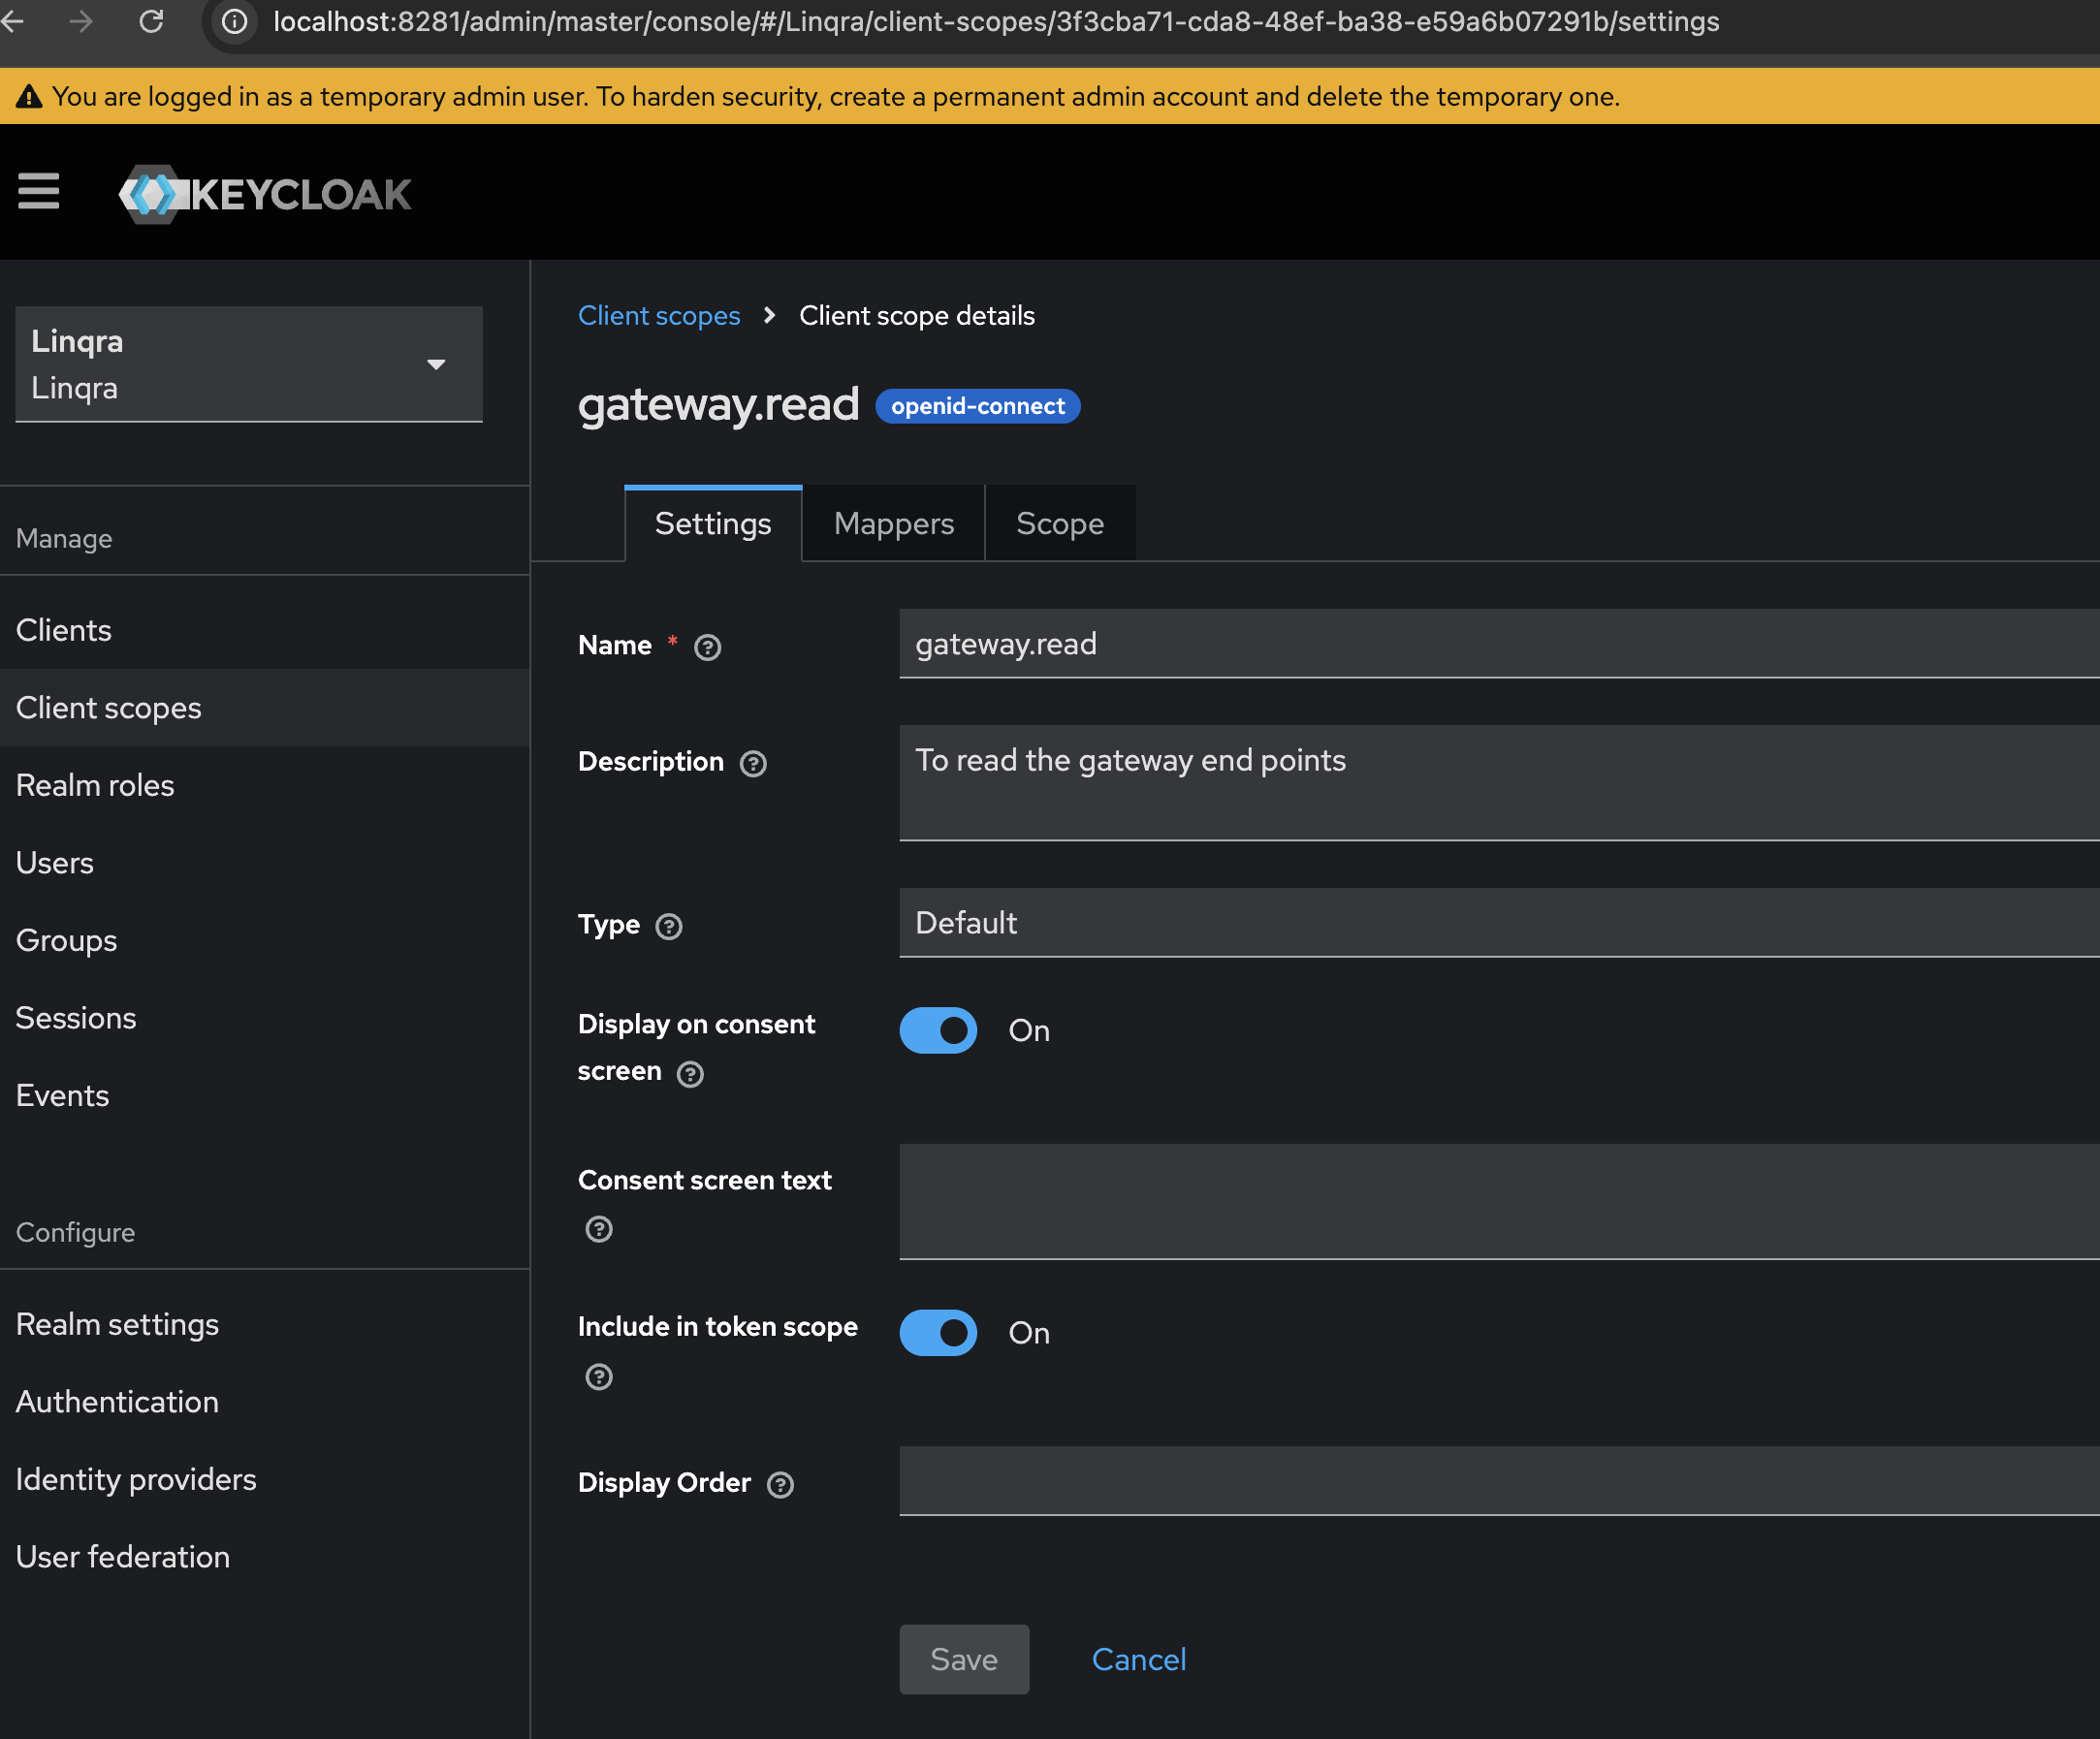 localhost:8281/admin/master/console/#/Linqra/client-scopes/3f3cba71-cda8-48ef-ba38-e59a6b07291b/settings
You are logged in as a temporary admin user. To harden security, create a permanent admin account and delete the temporary one.
KEYCLOAK
Linqra
Linqra
Manage
Clients
Client scopes
Realm roles
Users
Groups
Sessions
Events
Configure
Realm settings
Authentication
Identity providers
User federation
Client scopes > Client scope details
gateway.read openid-connect
Settings Mappers Scope
Name * gateway.read
Description To read the gateway end points
Type Default
Display on consent
screen
On
Consent screen text
Include in token scope On
Display Order
Save Cancel